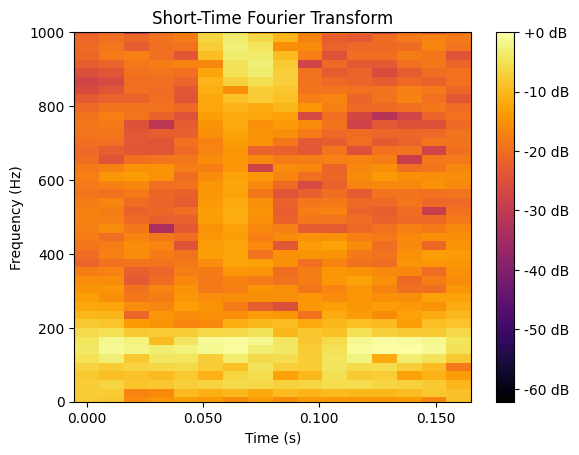 Short-Time Fourier Transform
1000
800
600
400
200
0
Frequency (Hz)
0.000
0.050
0.100
0.150
Time (s)
+0 dB
-10 dB
-20 dB
-30 dB
-40 dB
-50 dB
-60 dB